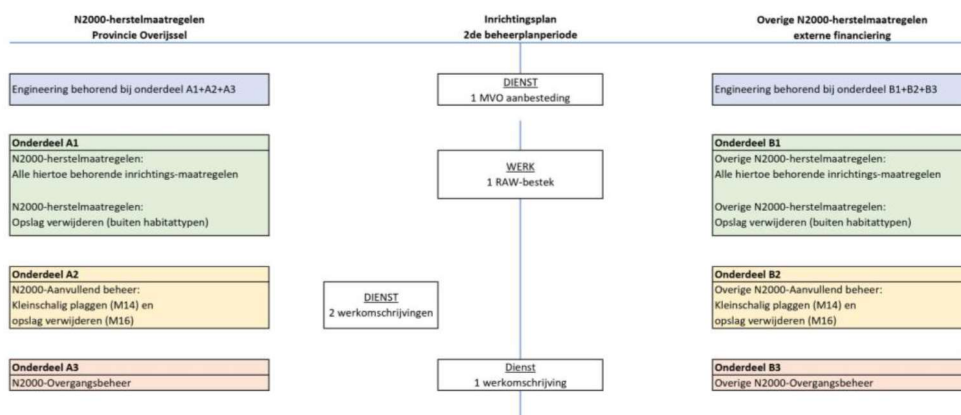 N2000-herstelmaatregelen
Provincie Overijssel
Inrichtingsplan
2de beheerplanperiode
Overige N2000-herstelmaatregelen
externe financiering
Engineering behorend bij onderdeel A1+A2+A3
DIENST
1 MVO aanbesteding
Engineering behorend bij onderdeel B1+B2+B3
Onderdeel A1
N2000-herstelmaatregelen:
Alle hiertoe behorende inrichtings-maatregelen
N2000-herstelmaatregelen:
Opslag verwijderen (buiten habitattypen)
WERK
1 RAW-bestek
Onderdeel B1
Overige N2000-herstelmaatregelen:
Alle hiertoe behorende inrichtings-maatregelen
Overige N2000-herstelmaatregelen:
Opslag verwijderen (buiten habitattypen)
Onderdeel A2
N2000-Aanvullend beheer:
Kleinschalig plaggen (M14) en
opslag verwijderen (M16)
DIENST
2 werkomschrijvingen
Onderdeel B2
Overige N2000-Aanvullend beheer:
Kleinschalig plaggen (M14) en
opslag verwijderen (M16)
Onderdeel A3
N2000-Overgangsbeheer
Dienst
1 werkomschrijving
Onderdeel B3
Overige N2000-Overgangsbeheer